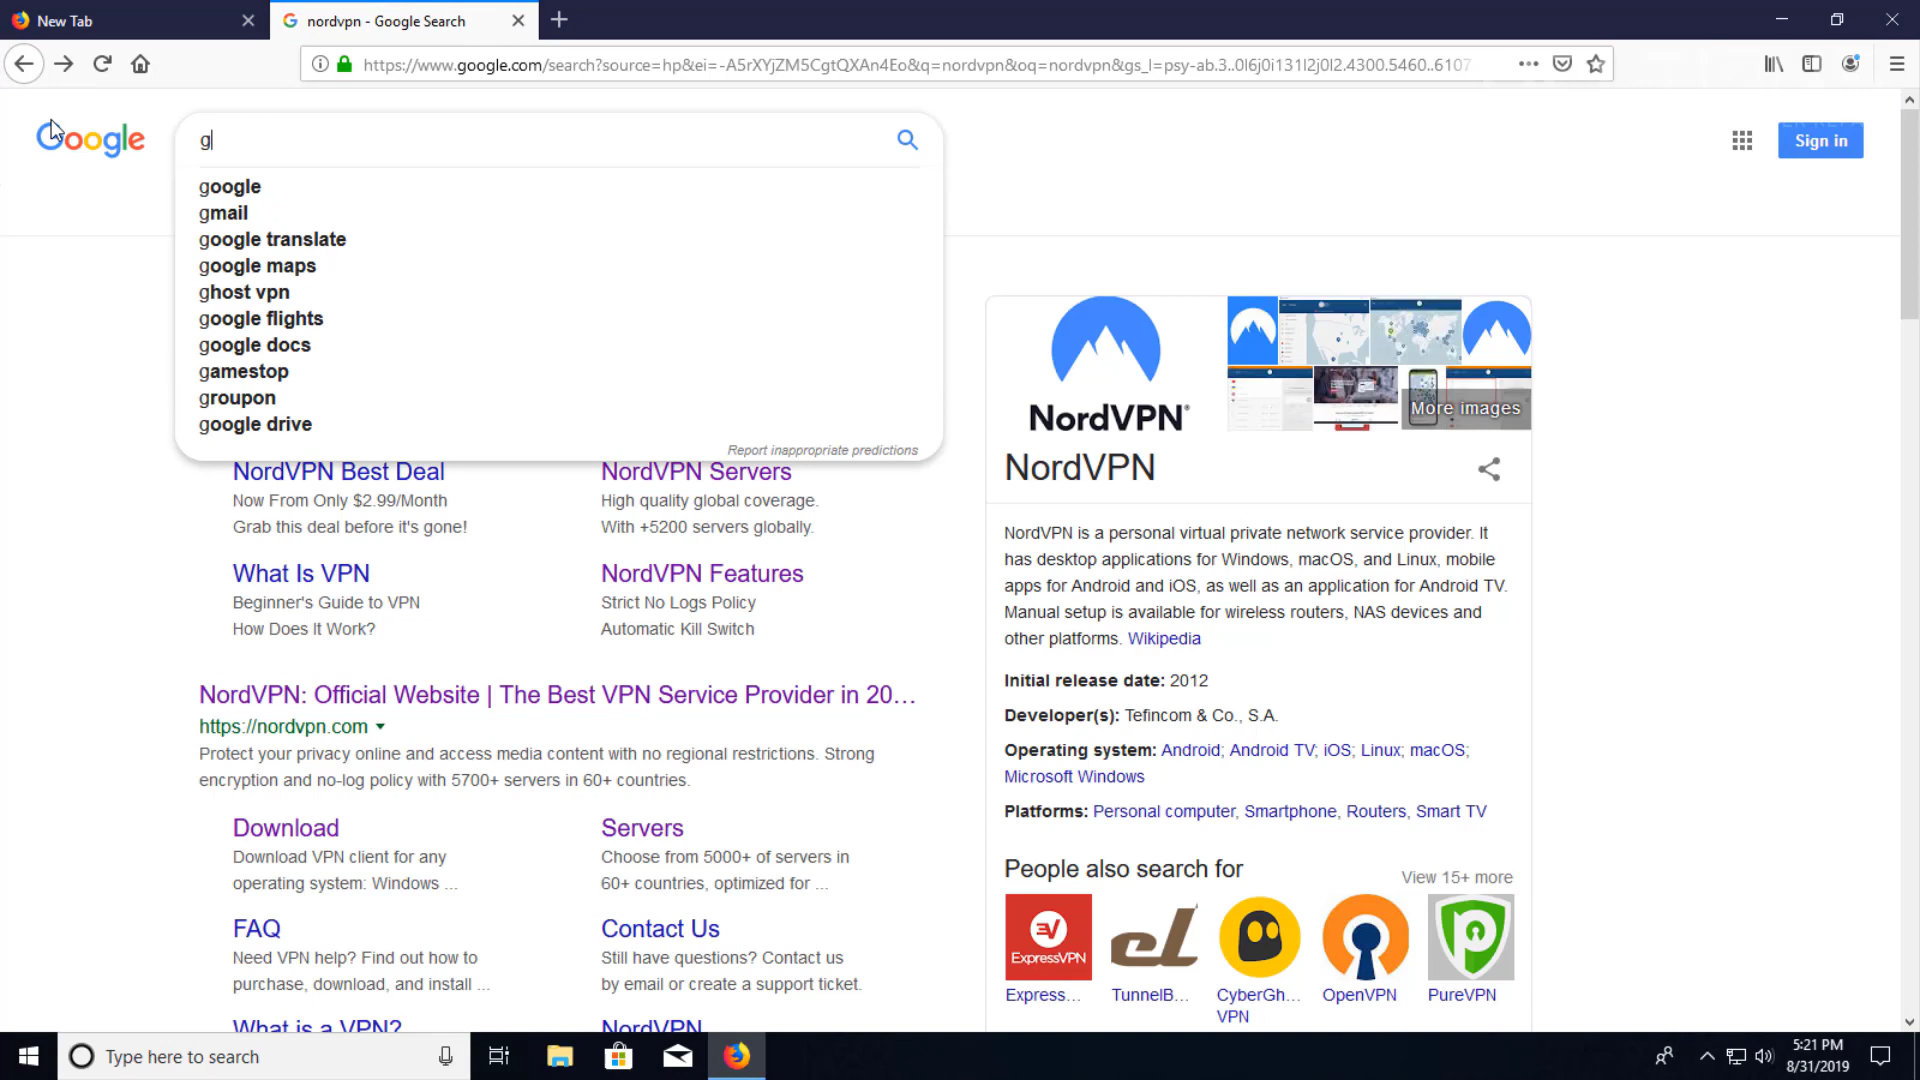 New Tab
nordvpn - Google Search
https://www.google.com/search?source=hp&ei=-A5rXYjZM5CgtQXAn4Eo&q=nordvpn&oq=nordvpn&gs_l=psy-ab.3..0l6j0i131l2j0l2.4300.5460..6107
Google
g
Sign in
google
gmail
google translate
google maps
ghost vpn
google flights
google docs
gamestop
groupon
google drive
Report inappropriate predictions
NordVPN Best Deal
Now From Only $2.99/Month
Grab this deal before it's gone!
NordVPN Servers
High quality global coverage.
With +5200 servers globally.
What Is VPN
Beginner's Guide to VPN
How Does It Work?
NordVPN Features
Strict No Logs Policy
Automatic Kill Switch
NordVPN: Official Website | The Best VPN Service Provider in 20...
https://nordvpn.com
Protect your privacy online and access media content with no regional restrictions. Strong
encryption and no-log policy with 5700+ servers in 60+ countries.
Download
Download VPN client for any
operating system: Windows ...
Servers
Choose from 5000+ of servers in
60+ countries, optimized for ...
FAQ
Need VPN help? Find out how to
purchase, download, and install ...
Contact Us
Still have questions? Contact us
by email or create a support ticket.
What is a VPN?
NordVPN
NordVPN®
More images
NordVPN
NordVPN is a personal virtual private network service provider. It
has desktop applications for Windows, macOS, and Linux, mobile
apps for Android and iOS, as well as an application for Android TV.
Manual setup is available for wireless routers, NAS devices and
other platforms. Wikipedia
Initial release date: 2012
Developer(s): Tefincom & Co., S.A.
Operating system: Android; Android TV; iOS; Linux; macOS;
Microsoft Windows
Platforms: Personal computer, Smartphone, Routers, Smart TV
People also search for
View 15+ more
ExpressVPN
Express...
TunnelB...
CyberGh...
VPN
OpenVPN
PureVPN
Type here to search
5:21 PM
8/31/2019